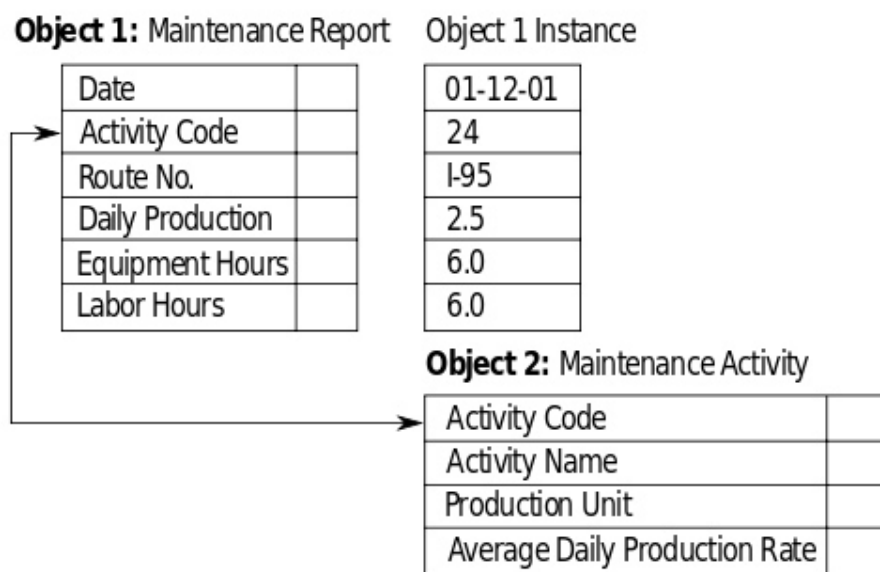 Object 1: Maintenance Report
Object 1 Instance
Date
01-12-01
Activity Code
24
Route No.
I-95
Daily Production
2.5
Equipment Hours
6.0
Labor Hours
6.0
Object 2: Maintenance Activity
Activity Code
Activity Name
Production Unit
Average Daily Production Rate